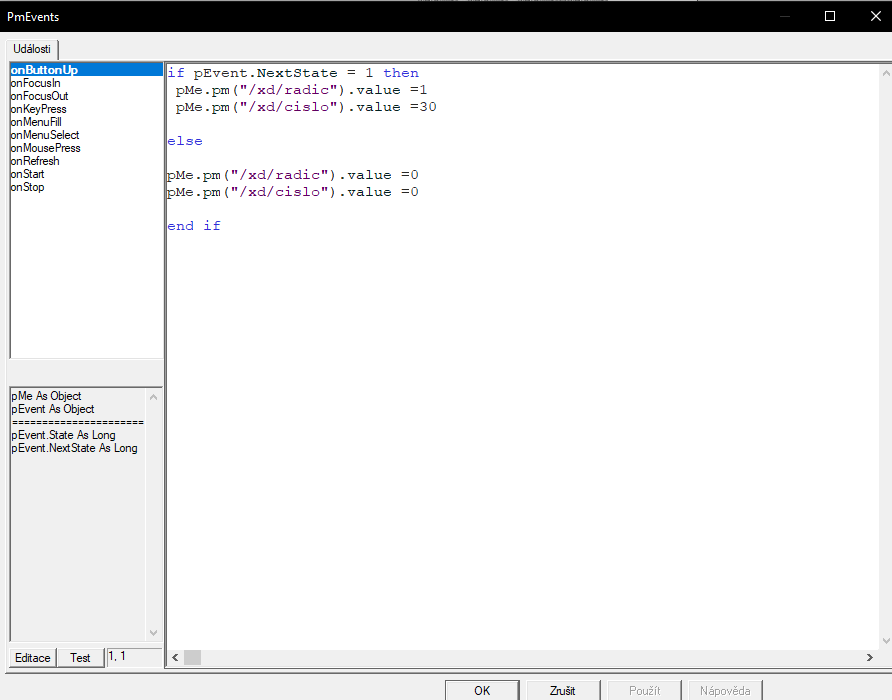 PmEvents
Události
onButtonUp
onFocusIn
onFocusOut
onKeyPress
onMenuFill
onMenuSelect
onMousePress
onRefresh
onStart
onStop
if pEvent.NextState = 1 then
pMe.pm("/xd/radic").value =1
pMe.pm("/xd/cislo").value =30
else
pMe.pm("/xd/radic").value =0
pMe.pm("/xd/cislo").value =0
end if
pMe As Object
pEvent As Object
======================
pEvent.State As Long
pEvent.NextState As Long
Editace
Test
1, 1
OK
Zrušit
Použít
Nápověda